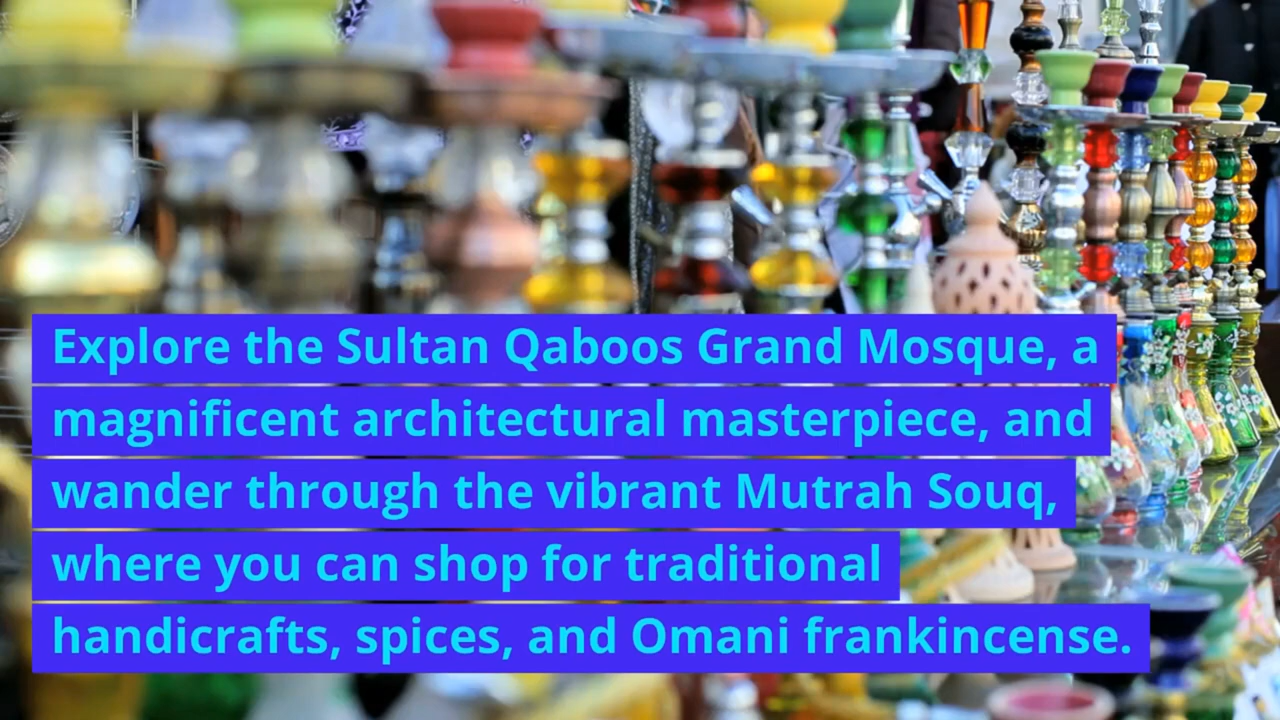 Explore the Sultan Qaboos Grand Mosque, a
magnificent architectural masterpiece, and
wander through the vibrant Mutrah Souq,
where you can shop for traditional
handicrafts, spices, and Omani frankincense.